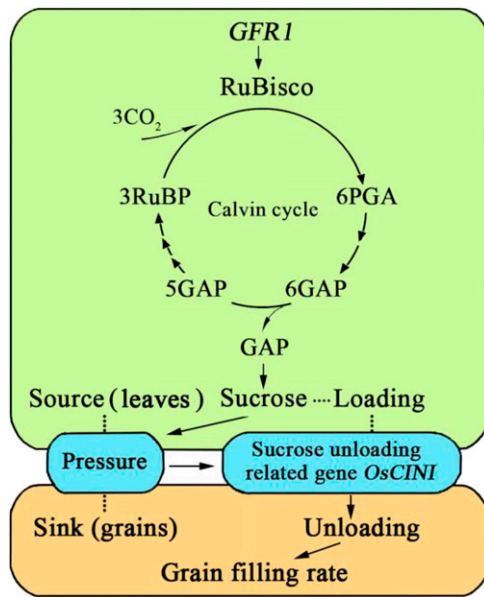 GFR1
RuBisco
3CO2
3RuBP
Calvin cycle
6PGA
5GAP
6GAP
GAP
Source (leaves)
Sucrose
Loading
Pressure
Sucrose unloading
related gene OsCINI
Sink (grains)
Unloading
Grain filling rate